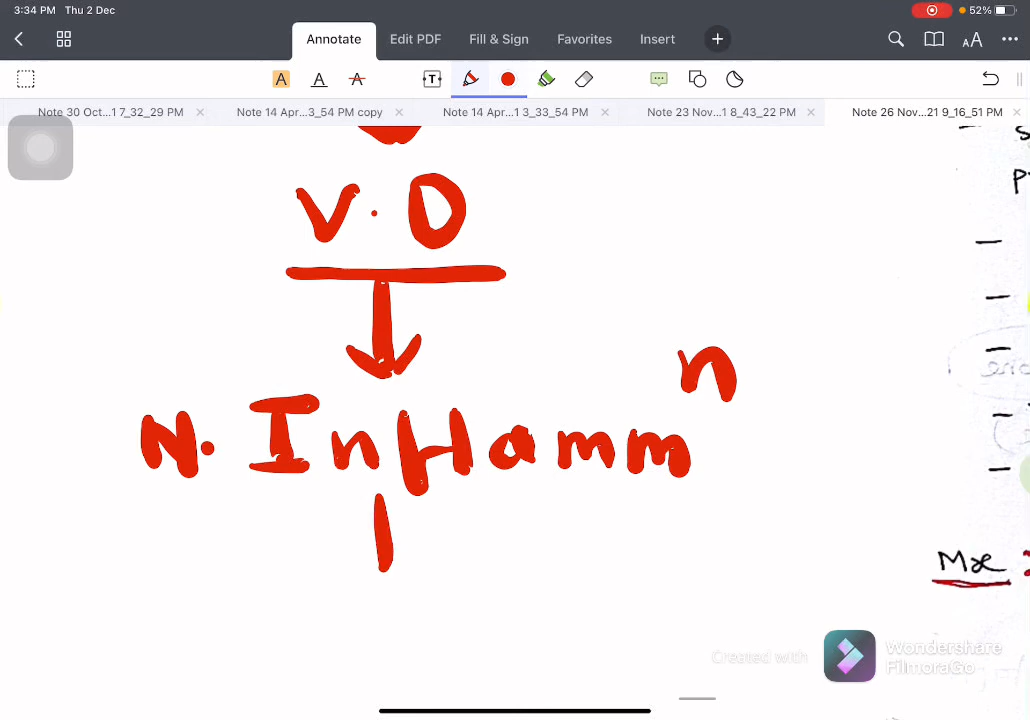 3:34 PM Thu 2 Dec 52%
Annotate Edit PDF Fill & Sign Favorites Insert
Note 30 Oct...1 7_32_29 PM Note 14 Apr...3_54 PM copy Note 14 Apr...1 3_33_54 PM Note 23 Nov...1 8_43_22 PM Note 26 Nov...21 9_16_51 PM
V.D
n
N. Inflamm
Mx
Created with Wondershare FilmoraGo